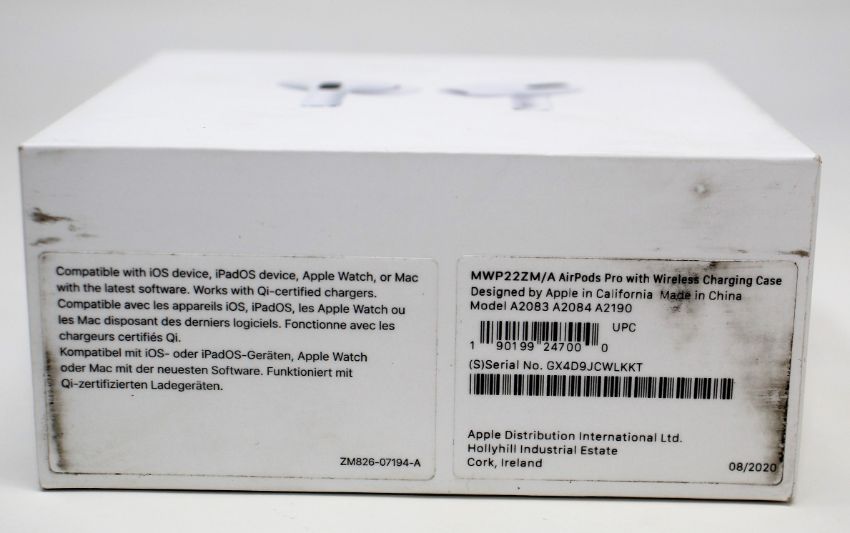 Compatible with iOS device, iPadOS device, Apple Watch, or Mac
with the latest software. Works with Qi-certified chargers.
Compatible avec les appareils iOS, iPadOS, les Apple Watch ou
les Mac disposant des derniers logiciels. Fonctionne avec les
chargeurs certifiés Qi.
Kompatibel mit iOS- oder iPadOS-Geräten, Apple Watch
oder Mac mit der neuesten Software. Funktioniert mit
Qi-zertifizierten Ladegeräten.
ZM826-07194-A
MWP22ZM/A AirPods Pro with Wireless Charging Case
Designed by Apple in California Made in China
Model A2083 A2084 A2190
UPC
1 90199 24700 0
(S)Serial No. GX4D9JCWLKKT
Apple Distribution International Ltd.
Hollyhill Industrial Estate
Cork, Ireland
08/2020